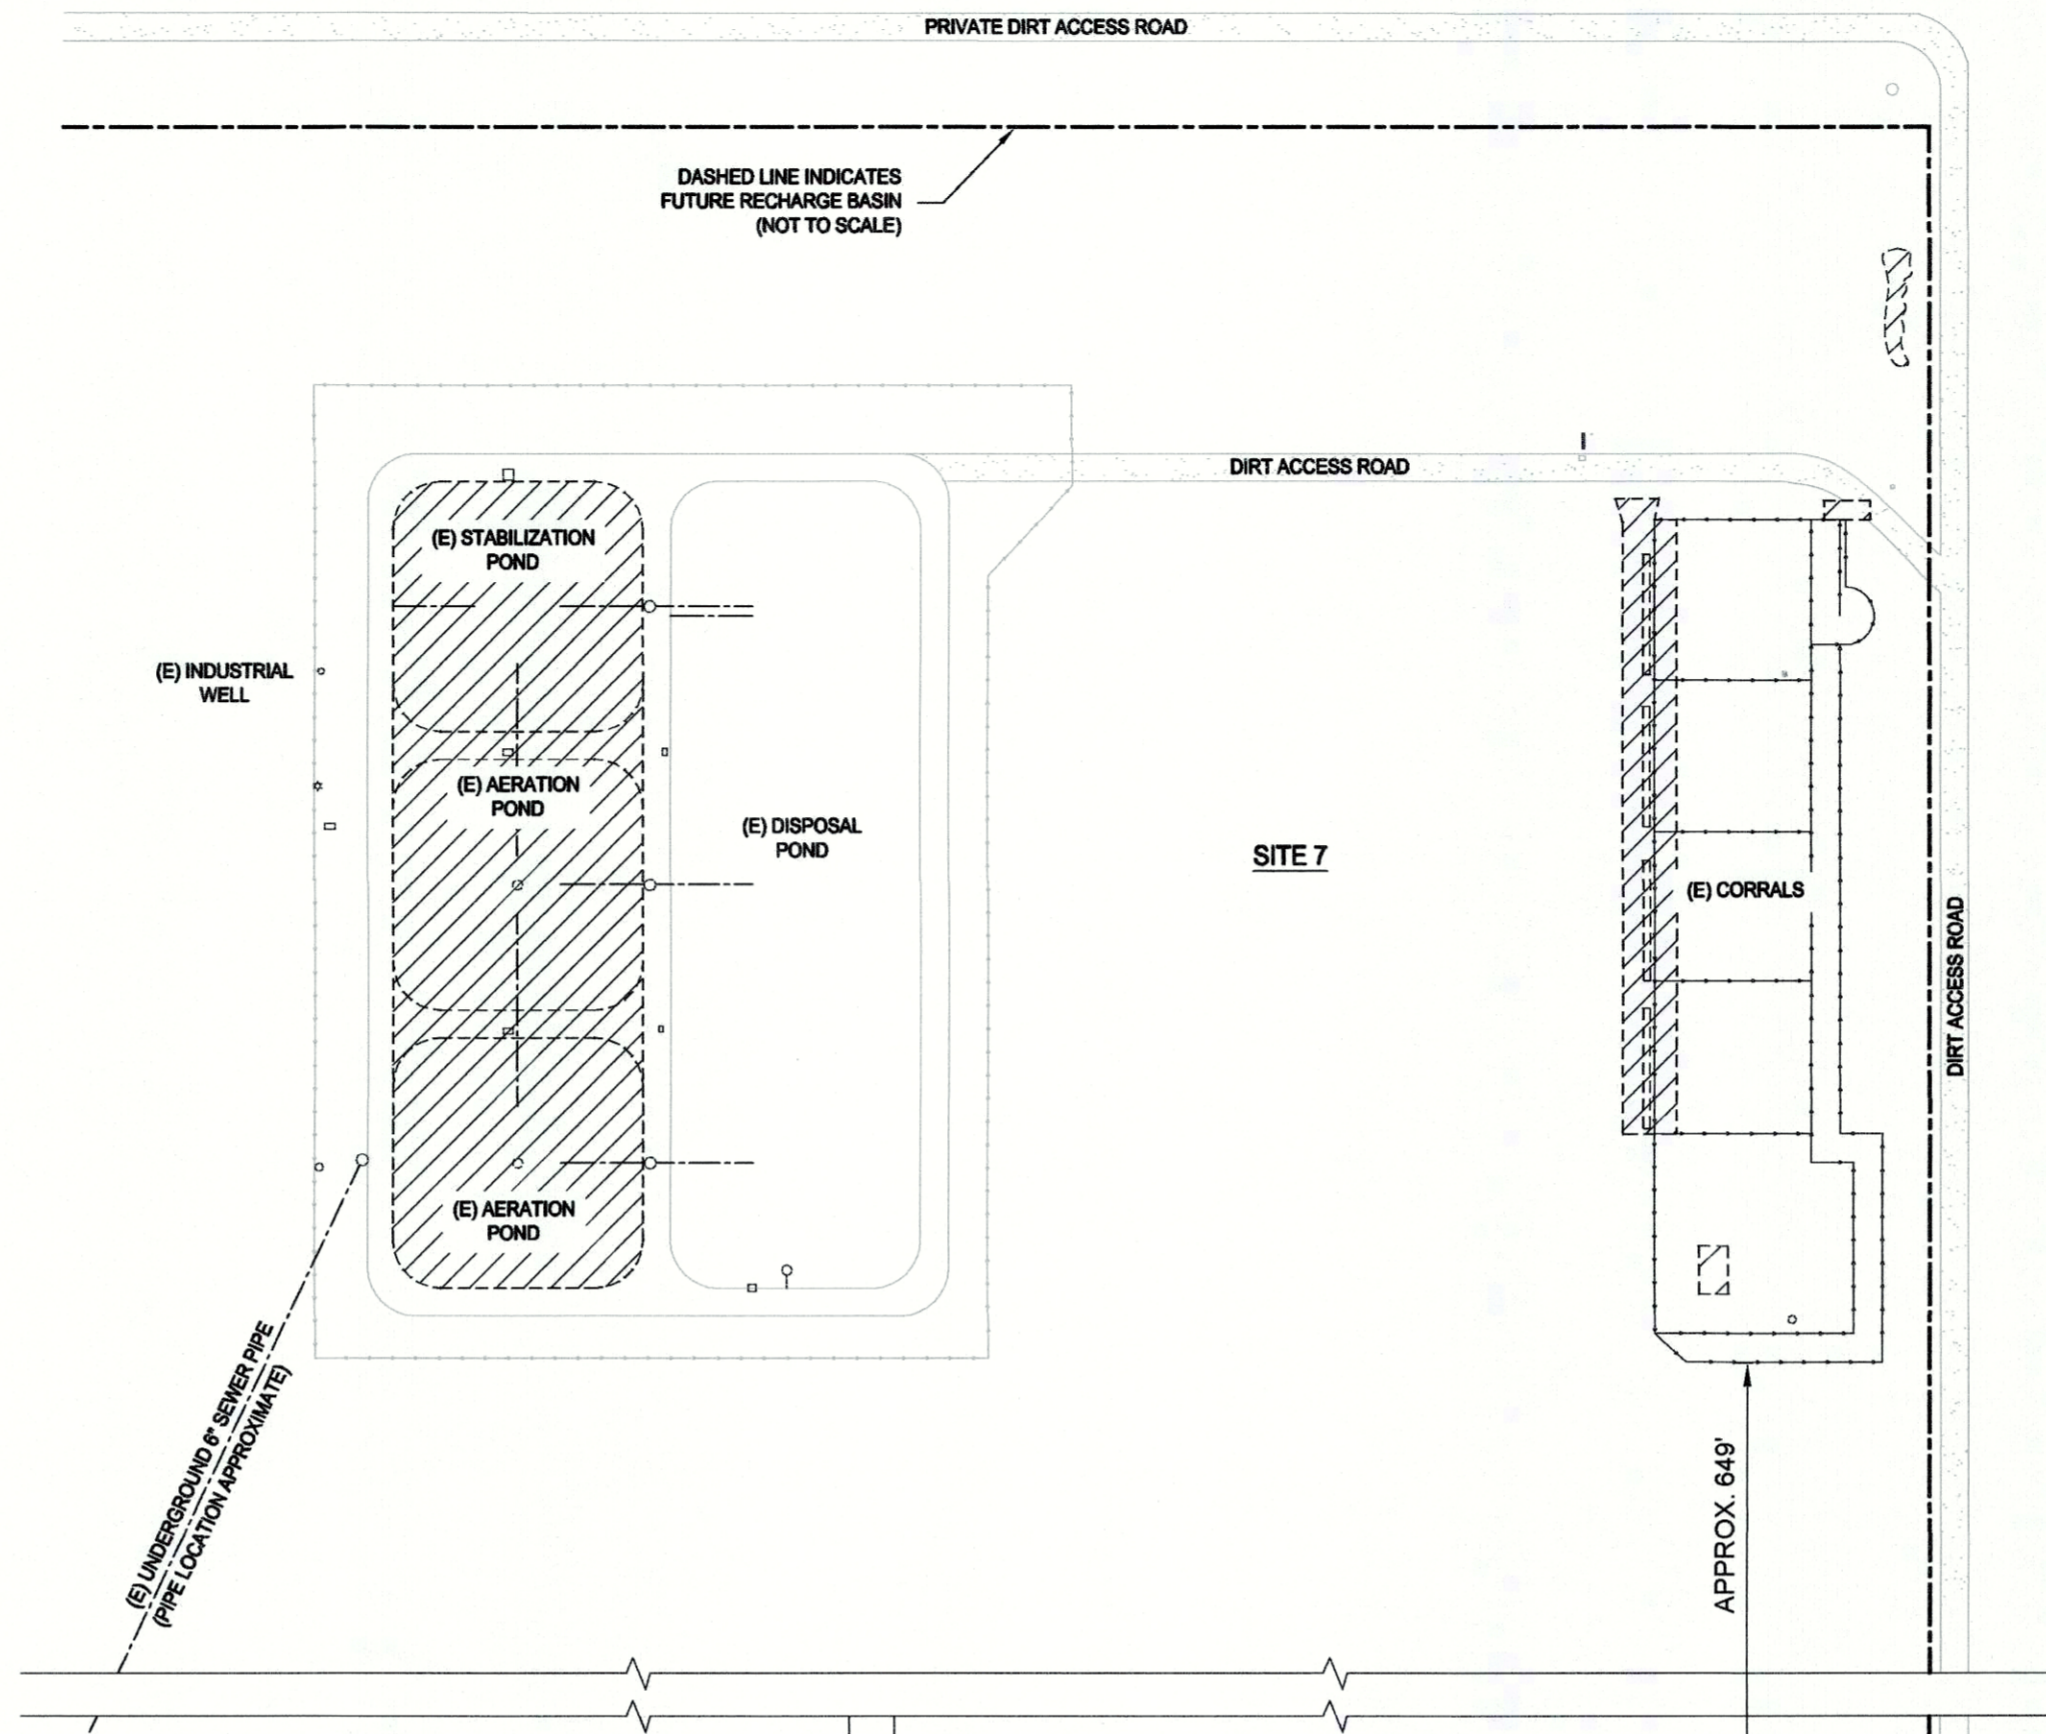 PRIVATE DIRT ACCESS ROAD
DASHED LINE INDICATES
FUTURE RECHARGE BASIN
(NOT TO SCALE)
DIRT ACCESS ROAD
(E) STABILIZATION
POND
(E) INDUSTRIAL
WELL
(E) AERATION
POND
(E) DISPOSAL
POND
SITE 7
(E) CORRALS
DIRT ACCESS ROAD
(E) AERATION
POND
(E) UNDERGROUND 6" SEWER PIPE
(PIPE LOCATION APPROXIMATE)
APPROX. 649'